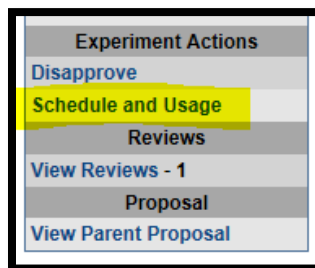 Experiment Actions
Disapprove
Schedule and Usage
Reviews
View Reviews - 1
Proposal
View Parent Proposal